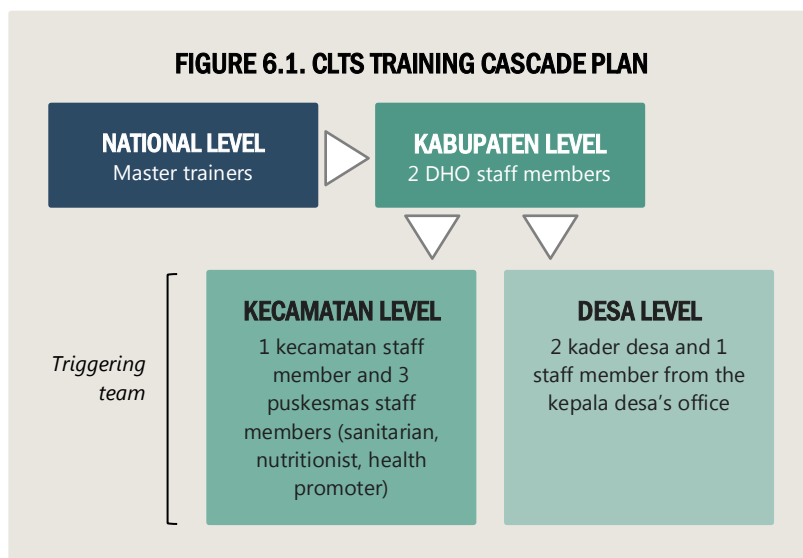 FIGURE 6.1. CLTS TRAINING CASCADE PLAN
NATIONAL LEVEL
Master trainers
KABUPATEN LEVEL
2 DHO staff members
Triggering
team
KECAMATAN LEVEL
1 kecamatan staff
member and 3
puskesmas staff
members (sanitarian,
nutritionist, health
promoter)
DESA LEVEL
2 kader desa and 1
staff member from the
kepala desa’s office